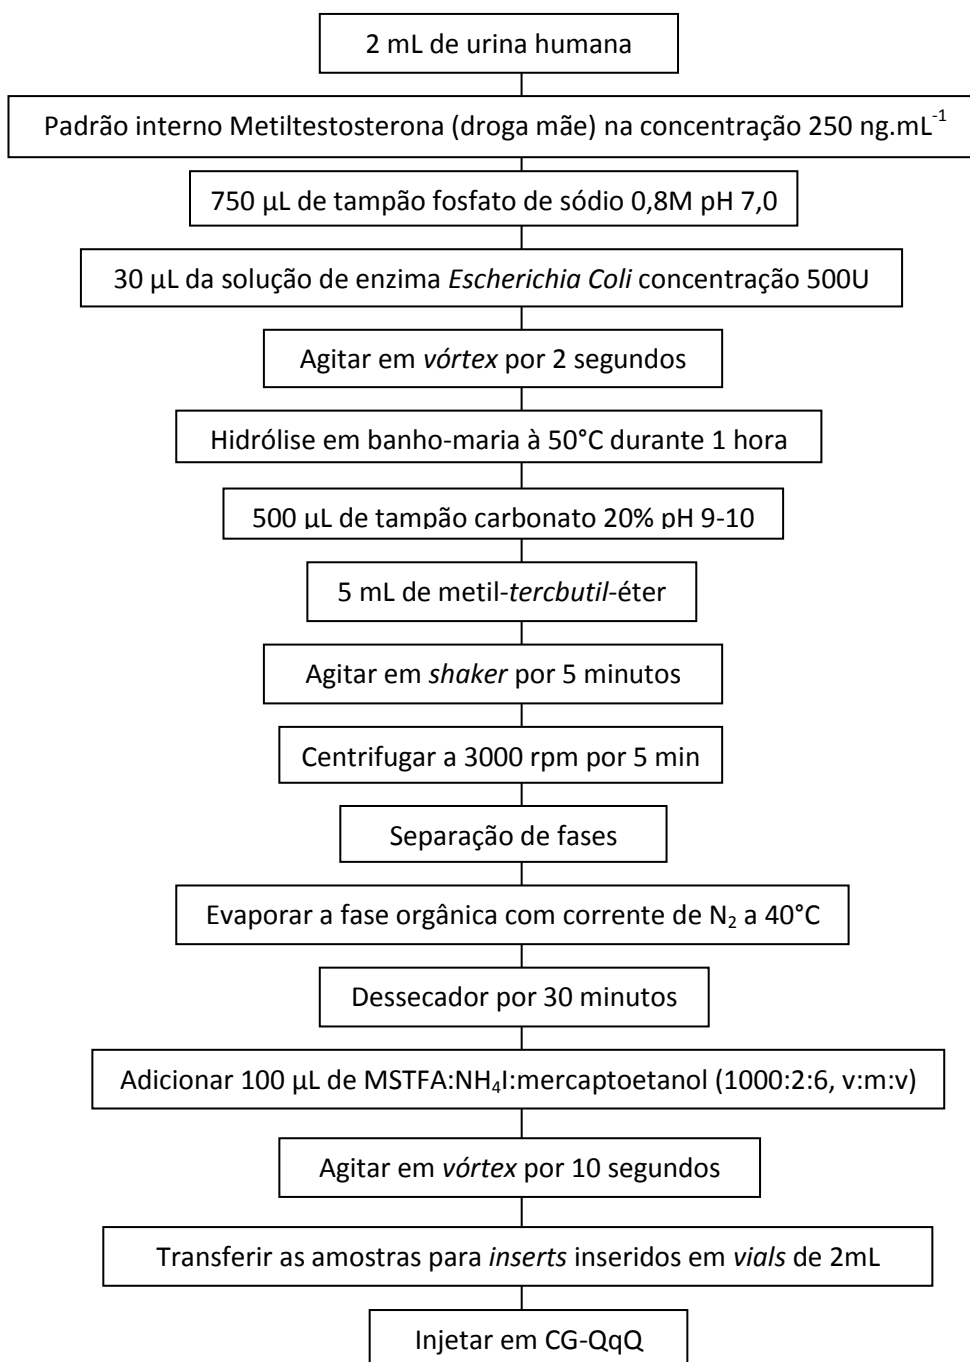 2 mL de urina humana
Padrão interno Metiltestosterona (droga mãe) na concentração 250 ng.mL⁻¹
750 µL de tampão fosfato de sódio 0,8M pH 7,0
30 µL da solução de enzima Escherichia Coli concentração 500U
Agitar em vórtex por 2 segundos
Hidrólise em banho-maria à 50°C durante 1 hora
500 µL de tampão carbonato 20% pH 9-10
5 mL de metil-tercbutil-éter
Agitar em shaker por 5 minutos
Centrifugar a 3000 rpm por 5 min
Separação de fases
Evaporar a fase orgânica com corrente de N₂ a 40°C
Dessecador por 30 minutos
Adicionar 100 µL de MSTFA:NH₄I:mercaptoetanol (1000:2:6, v:m:v)
Agitar em vórtex por 10 segundos
Transferir as amostras para inserts inseridos em vials de 2mL
Injetar em CG-QqQ